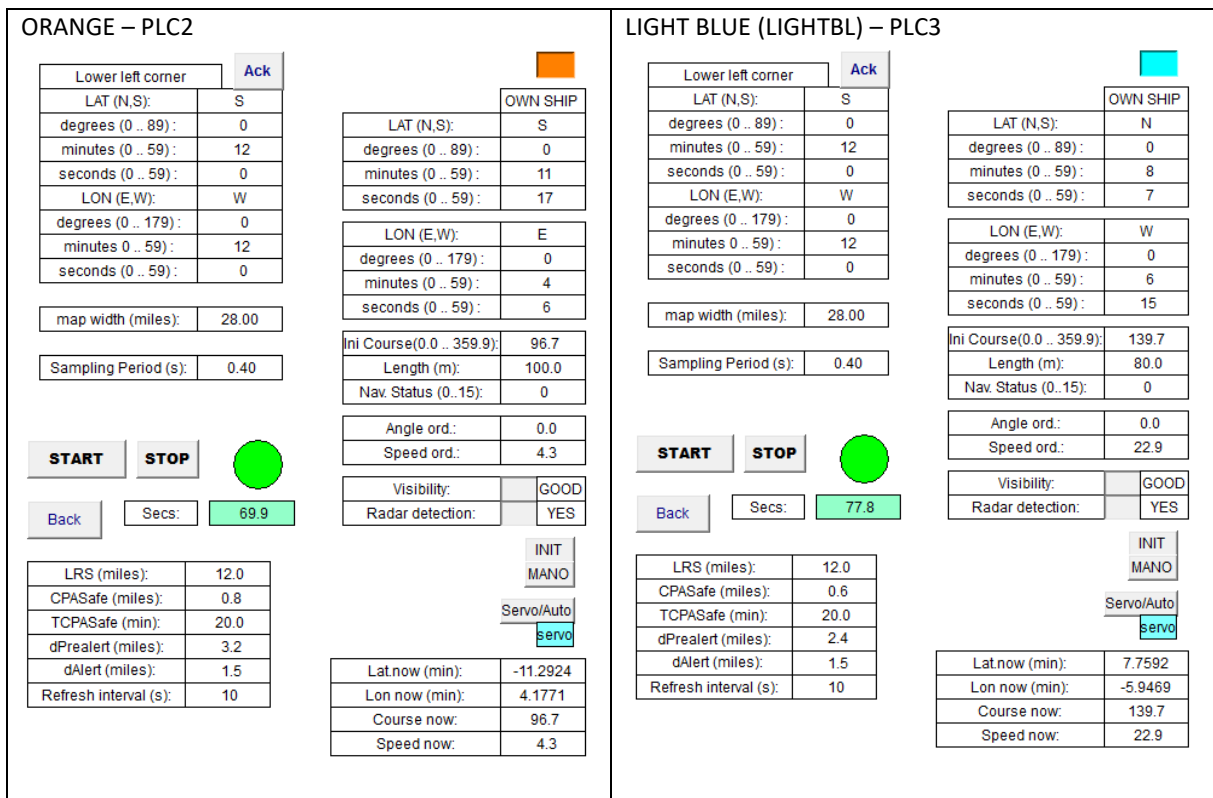 ORANGE – PLC2
Lower left corner Ack
LAT (N,S): S
degrees (0 .. 89) : 0
minutes (0 .. 59) : 12
seconds (0 .. 59) : 0
LON (E,W): W
degrees (0 .. 179) : 0
minutes 0 .. 59) : 12
seconds (0 .. 59) : 0
map width (miles): 28.00
Sampling Period (s): 0.40
START STOP
Back Secs: 69.9
LRS (miles): 12.0
CPASafe (miles): 0.8
TCPASafe (min): 20.0
dPrealert (miles): 3.2
dAlert (miles): 1.5
Refresh interval (s): 10
OWN SHIP
LAT (N,S): S
degrees (0 .. 89) : 0
minutes (0 .. 59) : 11
seconds (0 .. 59) : 17
LON (E,W): E
degrees (0 .. 179) : 0
minutes (0 .. 59) : 4
seconds (0 .. 59) : 6
Ini Course(0.0 .. 359.9): 96.7
Length (m): 100.0
Nav. Status (0..15): 0
Angle ord.: 0.0
Speed ord.: 4.3
Visibility: GOOD
Radar detection: YES
INIT
MANO
Servo/Auto
servo
Lat.now (min): -11.2924
Lon now (min): 4.1771
Course now: 96.7
Speed now: 4.3
LIGHT BLUE (LIGHTBL) – PLC3
Lower left corner Ack
LAT (N,S): S
degrees (0 .. 89) : 0
minutes (0 .. 59) : 12
seconds (0 .. 59) : 0
LON (E,W): W
degrees (0 .. 179) : 0
minutes 0 .. 59) : 12
seconds (0 .. 59) : 0
map width (miles): 28.00
Sampling Period (s): 0.40
START STOP
Back Secs: 77.8
LRS (miles): 12.0
CPASafe (miles): 0.6
TCPASafe (min): 20.0
dPrealert (miles): 2.4
dAlert (miles): 1.5
Refresh interval (s): 10
OWN SHIP
LAT (N,S): N
degrees (0 .. 89) : 0
minutes (0 .. 59) : 8
seconds (0 .. 59) : 7
LON (E,W): W
degrees (0 .. 179) : 0
minutes (0 .. 59) : 6
seconds (0 .. 59) : 15
Ini Course(0.0 .. 359.9): 139.7
Length (m): 80.0
Nav. Status (0..15): 0
Angle ord.: 0.0
Speed ord.: 22.9
Visibility: GOOD
Radar detection: YES
INIT
MANO
Servo/Auto
servo
Lat.now (min): 7.7592
Lon now (min): -5.9469
Course now: 139.7
Speed now: 22.9